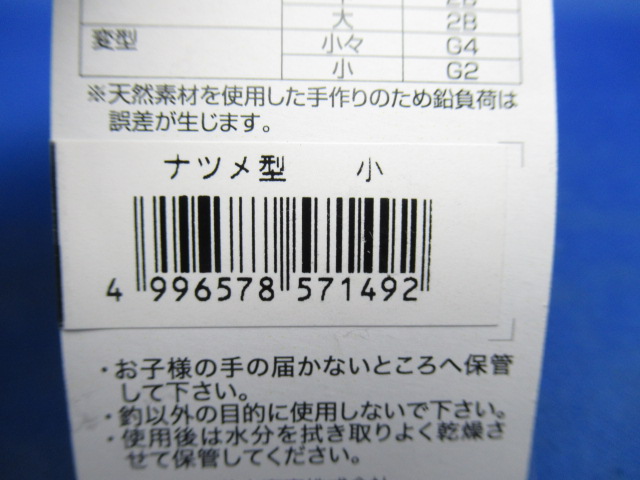 大 2B
変型 小々 G4
小 G2
※天然素材を使用した手作りのため鉛負荷は
誤差が生じます。
ナツメ型 小
4 996578 571492
・お子様の手の届かないところへ保管
して下さい。
・釣以外の目的に使用しないで下さい。
・使用後は水分を拭き取りよく乾燥さ
せて保管してください。